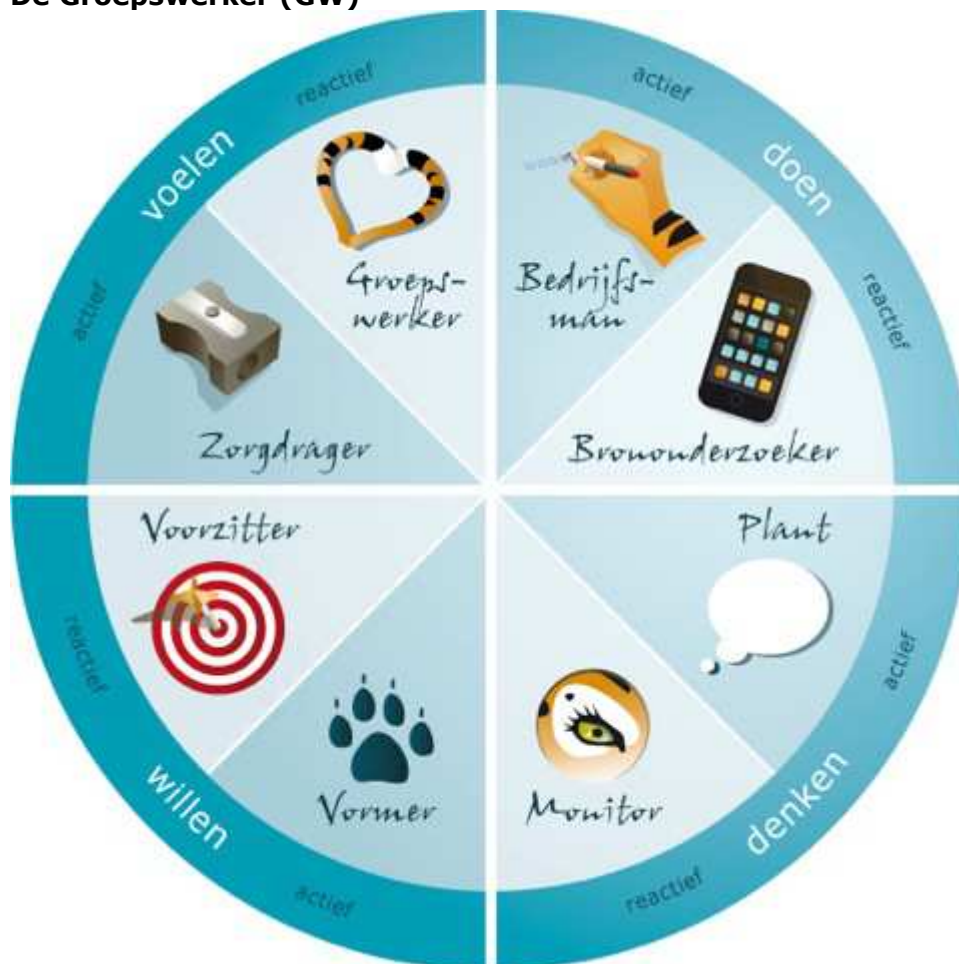 De Groepswerker (GW)
reactief
actief
voelen
doen
Groeps-
werker
Bedrijfs-
man
actief
reactief
Zorgdrager
Brononderzoeker
Voorzitter
Plant
reactief
actief
Vormer
Monitor
willen
denken
actief
reactief